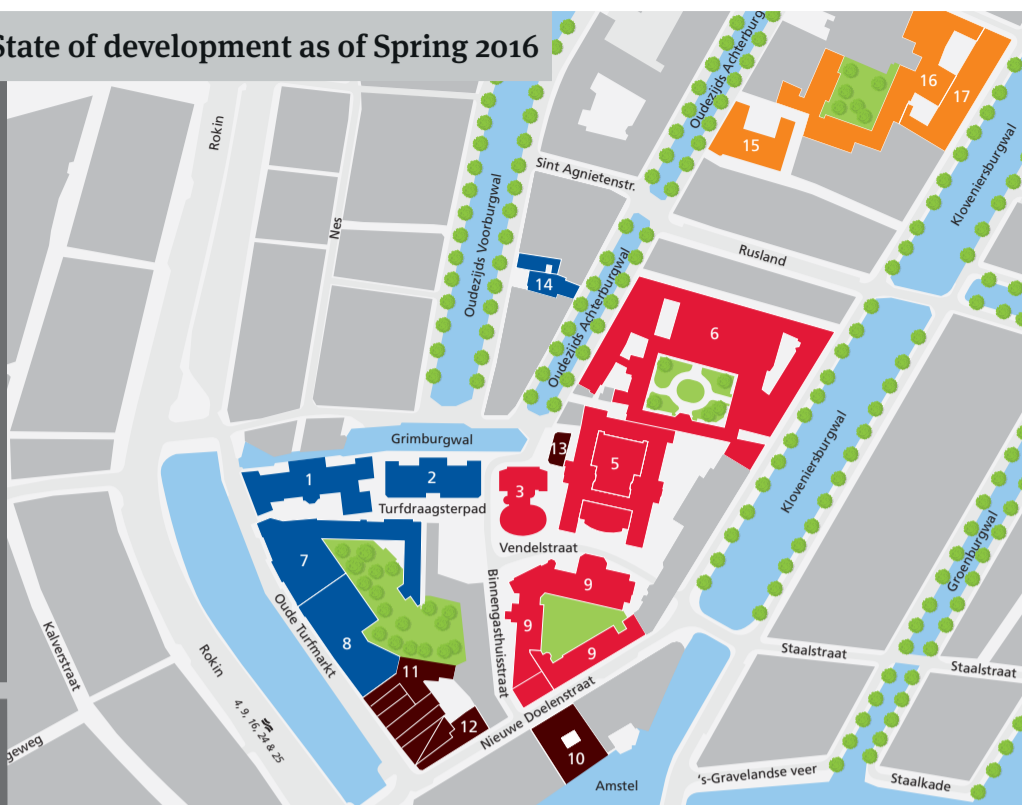 State of development as of Spring 2016
Oudezijds Achterburg
16
17
Rokin
15
Sint Agnietenstr.
Kloveniersburgwal
Oudezijds Voorburgwal
Nes
Rusland
14
Oudezijds Achterburgwal
6
Grimburgwal
13
5
1
2
3
Turfdraagsterpad
Kloveniersburgwal
Vendelstraat
7
9
Groenburgwal
Binnengasthuisstraat
Oude Turfmarkt
9
8
9
Kalverstraat
Rokin
11
Staalstraat
Staalstraat
4, 9, 16, 24 & 25
12
Nieuwe Doelenstraat
geweg
10
Amstel
's-Gravelandse veer
Staalkade